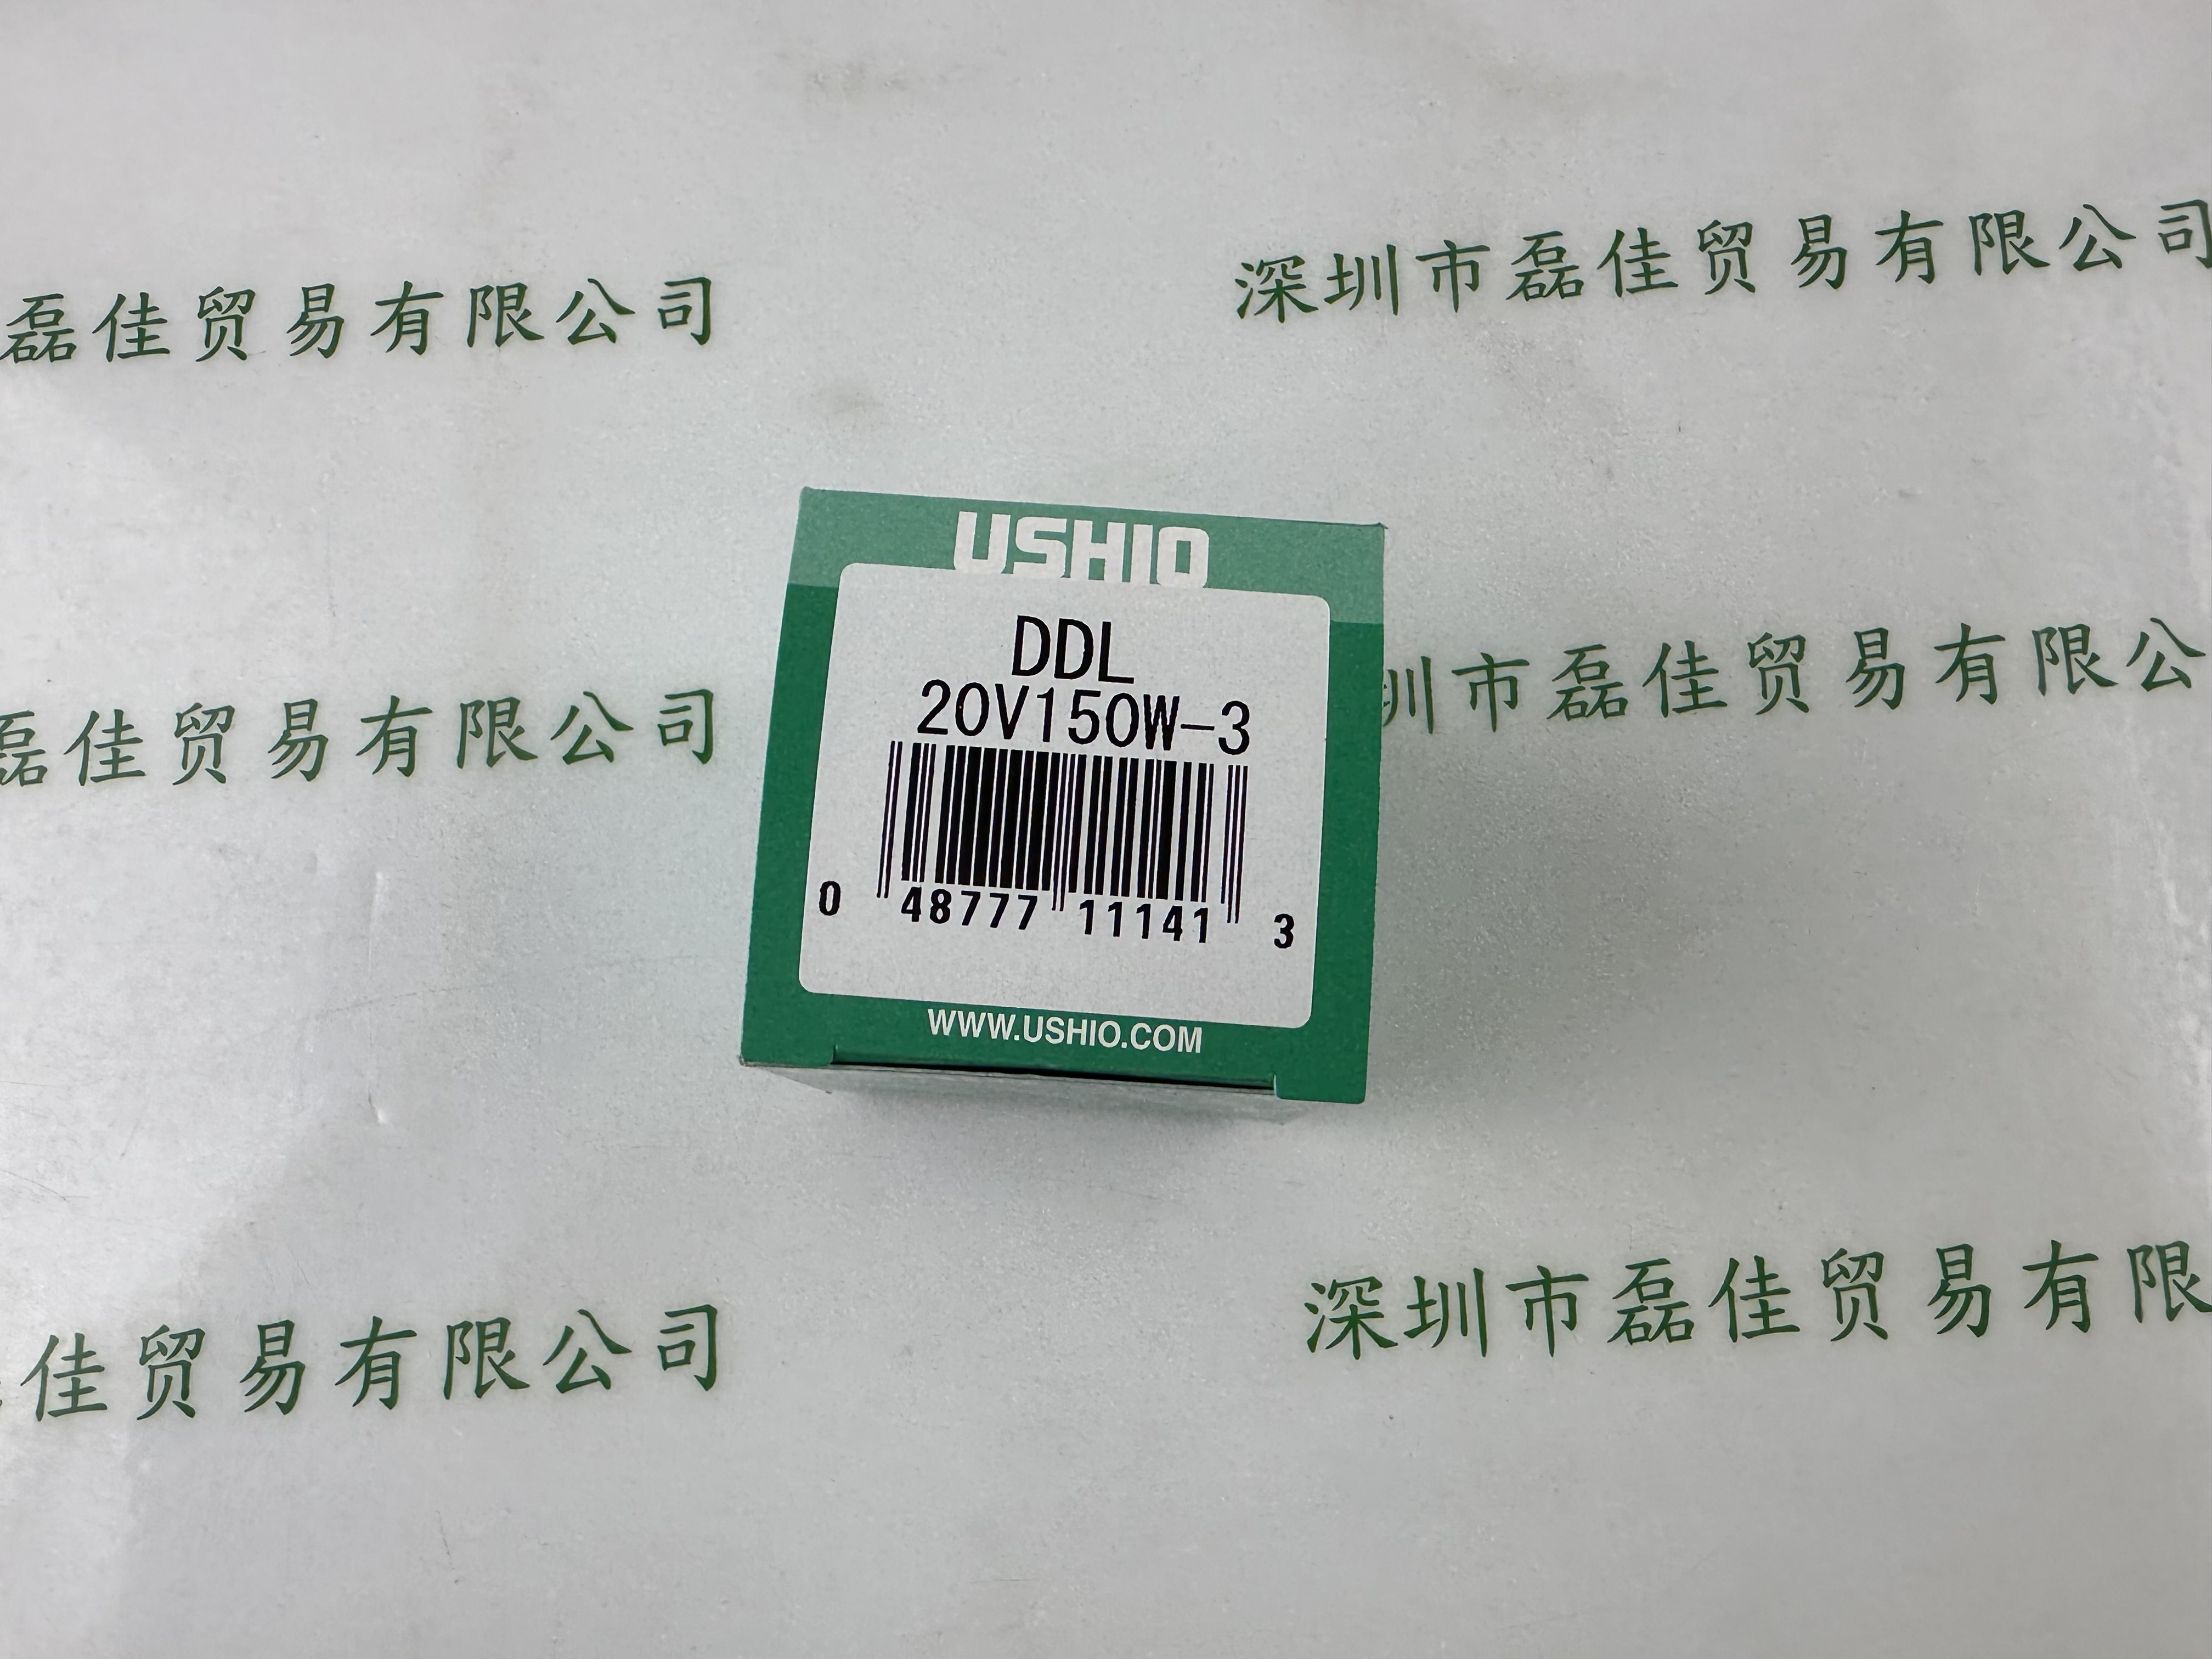 深圳市磊佳贸易有限公司
磊佳贸易有限公司
USHIO
DDL
20V150W-3
0 48777 11141 3
WWW.USHIO.COM
磊佳贸易有限公司
圳市磊佳贸易有限公
佳贸易有限公司
深圳市磊佳贸易有限